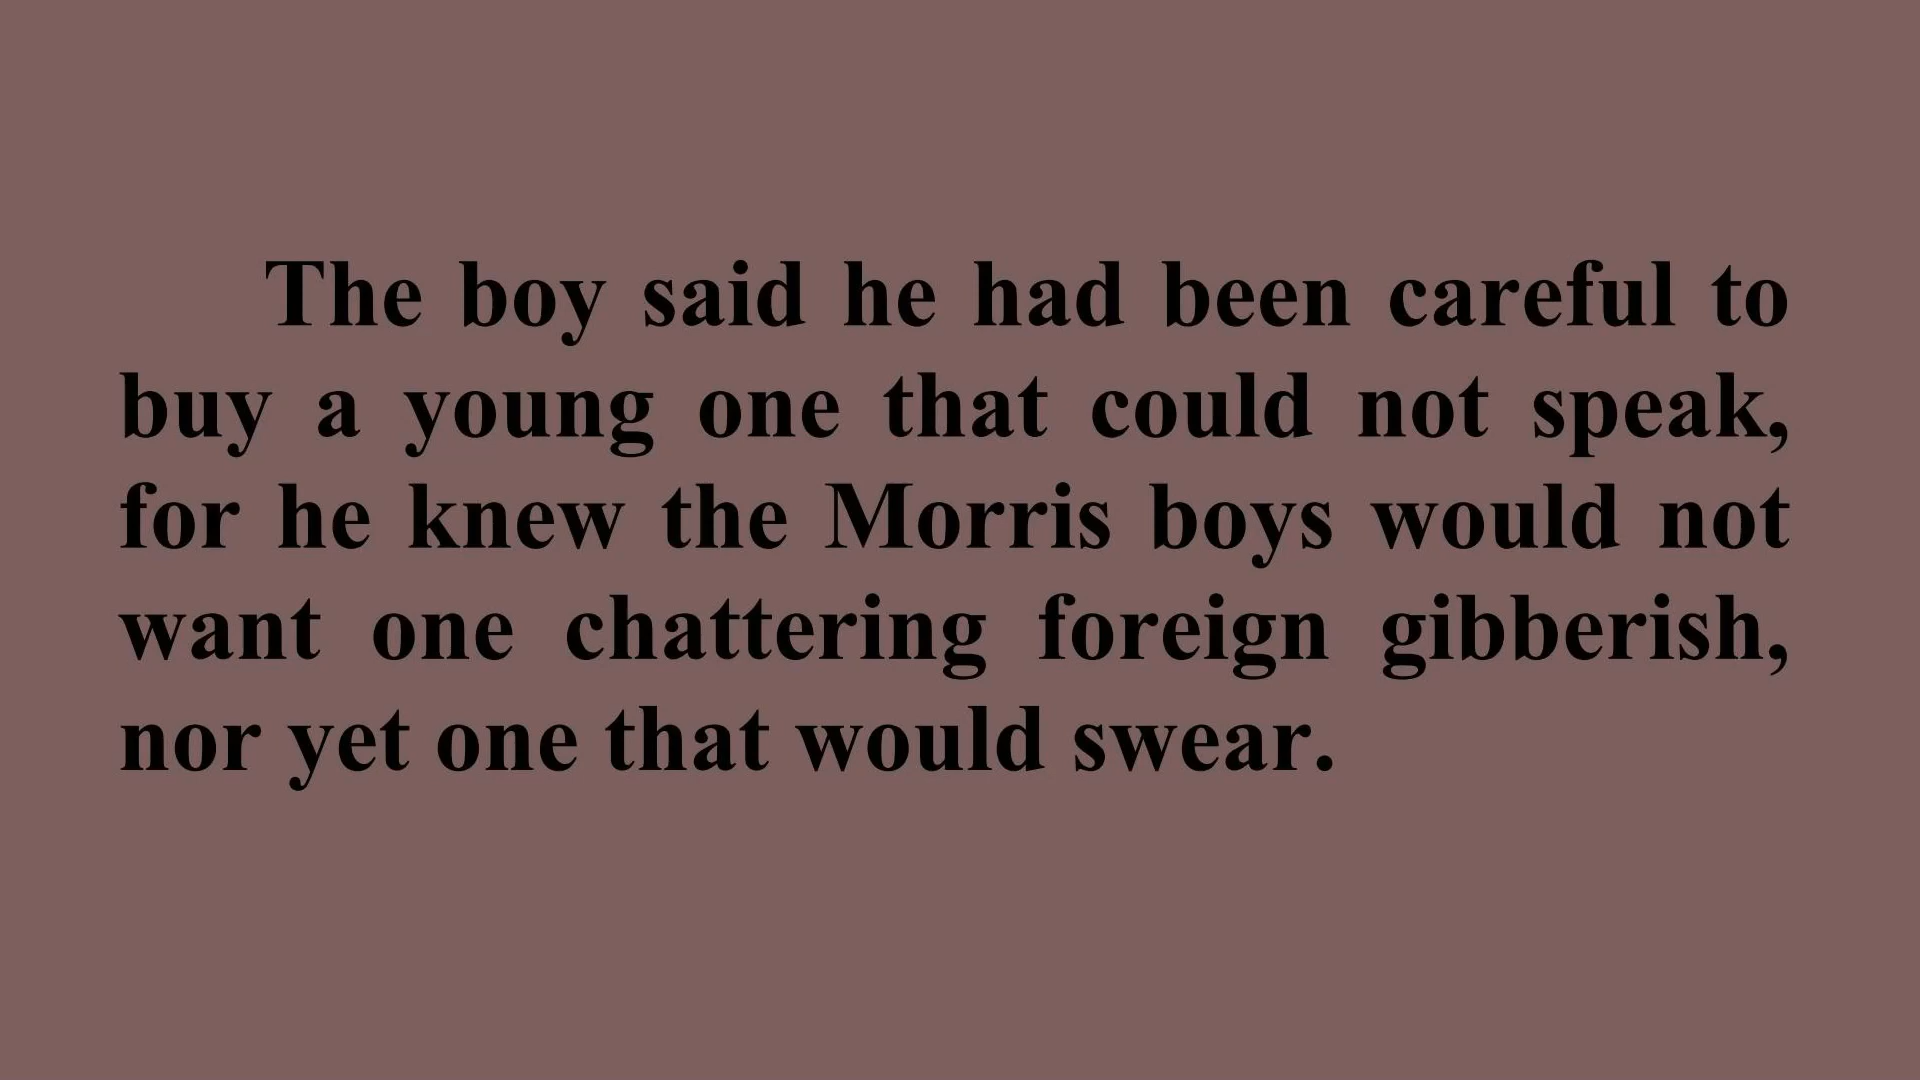 The boy said he had been careful to
buy a young one that could not speak,
for he knew the Morris boys would not
want one chattering foreign gibberish,
nor yet one that would swear.